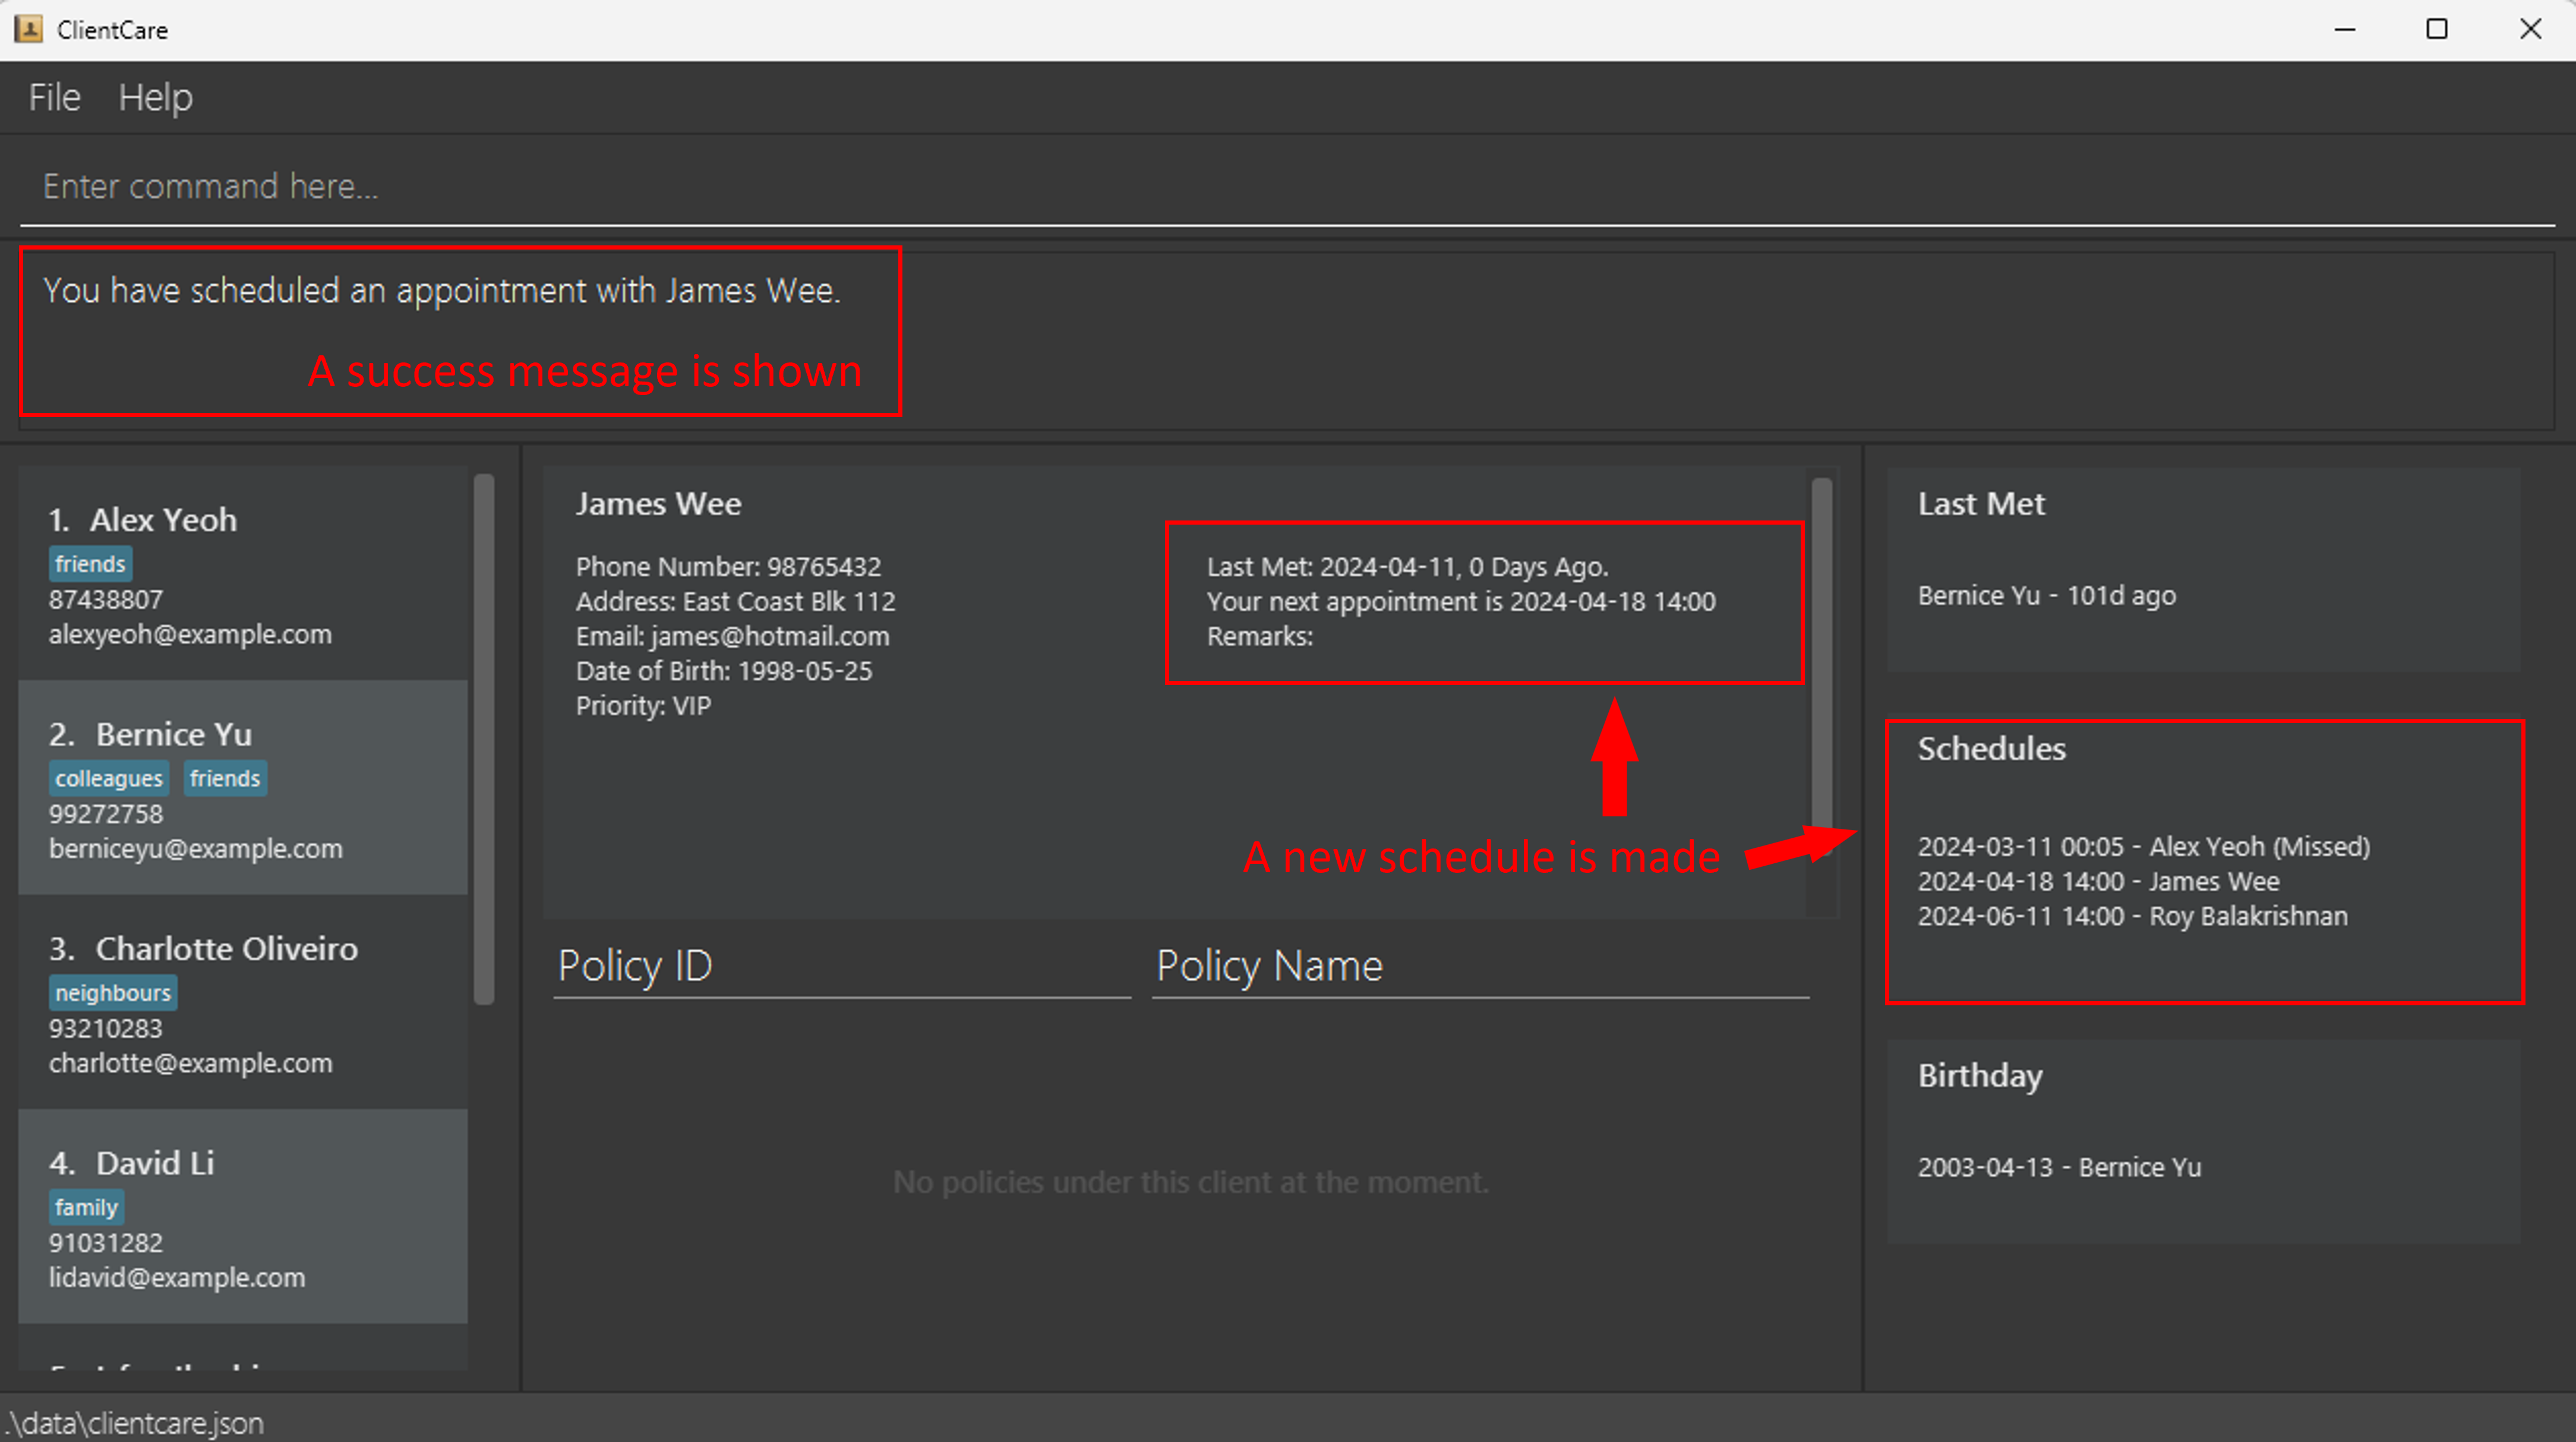 ClientCare
File Help
Enter command here...
You have scheduled an appointment with James Wee.
A success message is shown
1. Alex Yeoh
friends
87438807
alexyeoh@example.com
2. Bernice Yu
colleagues friends
99272758
berniceyu@example.com
3. Charlotte Oliveiro
neighbours
93210283
charlotte@example.com
4. David Li
family
91031282
lidavid@example.com
James Wee
Phone Number: 98765432
Address: East Coast Blk 112
Email: james@hotmail.com
Date of Birth: 1998-05-25
Priority: VIP
Last Met: 2024-04-11, 0 Days Ago.
Your next appointment is 2024-04-18 14:00
Remarks:
A new schedule is made
Policy ID Policy Name
No policies under this client at the moment.
Last Met
Bernice Yu - 101d ago
Schedules
2024-03-11 00:05 - Alex Yeoh (Missed)
2024-04-18 14:00 - James Wee
2024-06-11 14:00 - Roy Balakrishnan
Birthday
2003-04-13 - Bernice Yu
.\data\clientcare.json